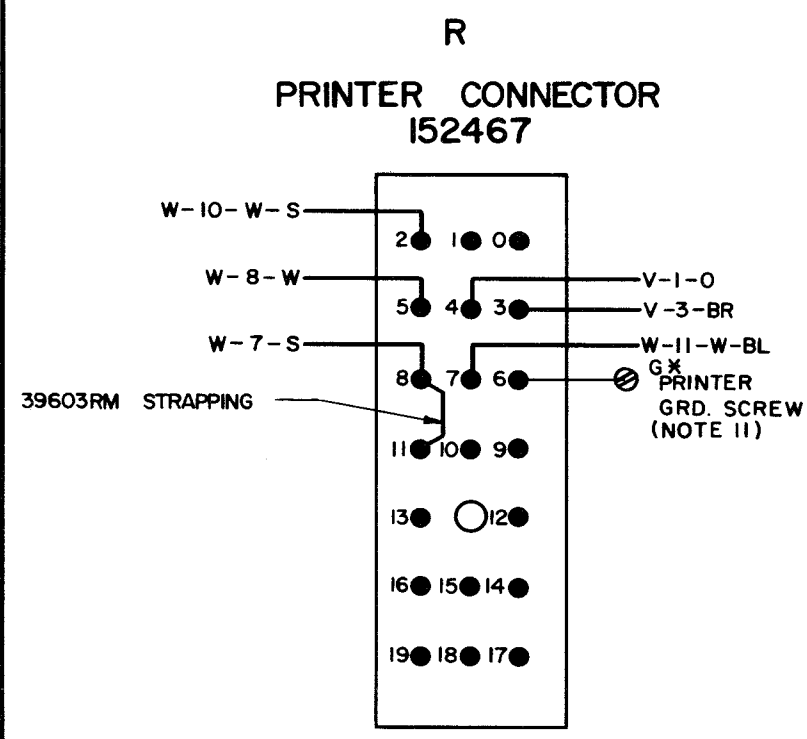 R
PRINTER CONNECTOR
152467
W-10-W-S
2 1 0
W-8-W
V-1-O
5 4 3
V-3-BR
W-7-S
W-11-W-BL
8 7 6
G*
PRINTER
GRD. SCREW
(NOTE 11)
39603RM STRAPPING
11 10 9
13 12
16 15 14
19 18 17